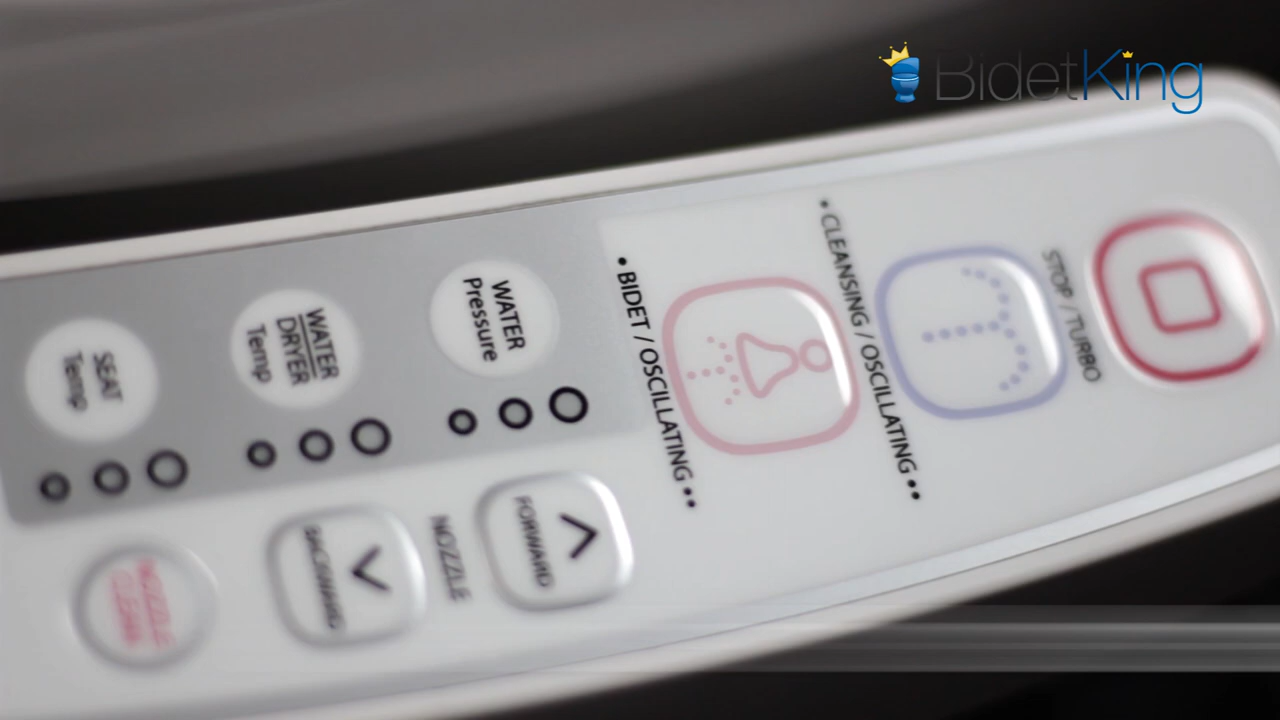 BidetKing
STOP / TURBO
• CLEANSING / OSCILLATING ••
• BIDET / OSCILLATING ••
WATER
Pressure
WATER
DRYER
Temp
SEAT
Temp
FORWARD
NOZZLE
BACKWARD
NOZZLE
CLEAN